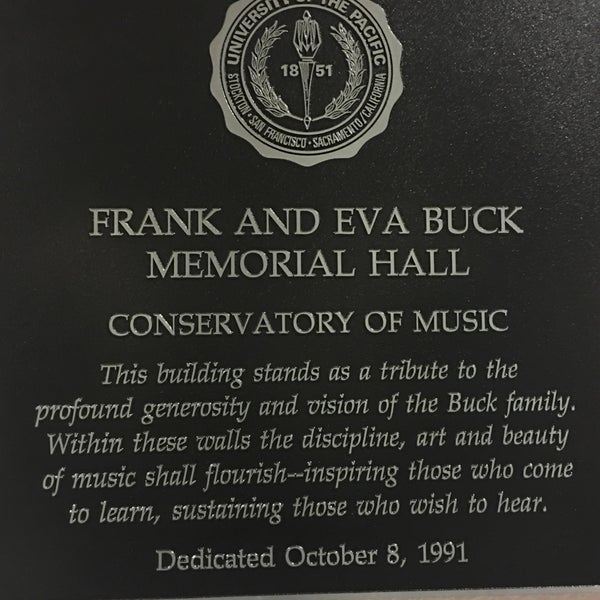 UNIVERSITY OF THE PACIFIC
1851
STOCKTON · SAN FRANCISCO · SACRAMENTO/CALIFORNIA
FRANK AND EVA BUCK
MEMORIAL HALL
CONSERVATORY OF MUSIC
This building stands as a tribute to the
profound generosity and vision of the Buck family.
Within these walls the discipline, art and beauty
of music shall flourish--inspiring those who come
to learn, sustaining those who wish to hear.
Dedicated October 8, 1991